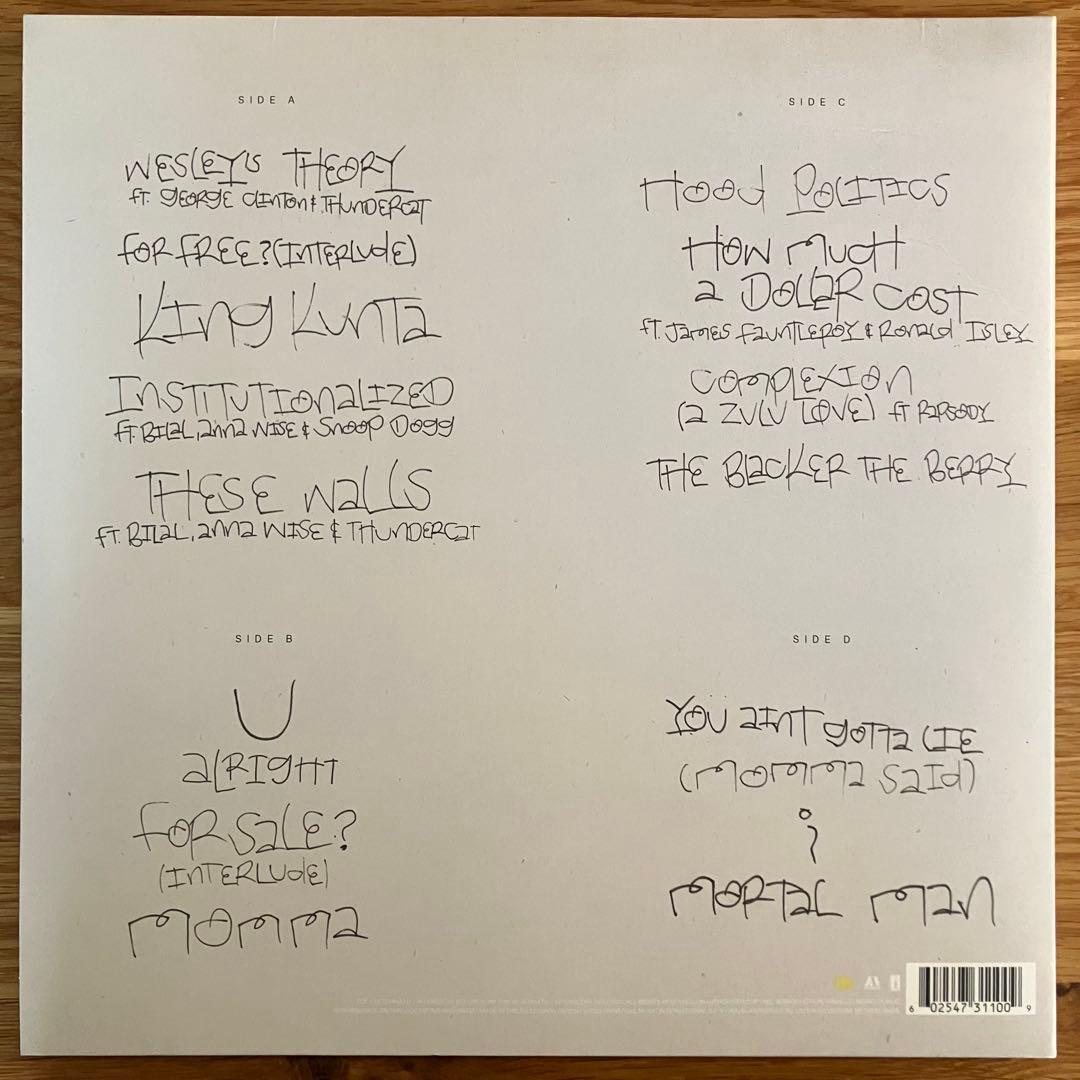 SIDE A
WESLEY'S THEORY
fT. gEORgE CLINTON & THUNDERCaT
fOR fREE? (INTERLUdE)
KINg KUNTa
INSTITUTIONaLIZED
fT. BILaL, aNNa WISE & SNOOP DOgg
THESE WaLLS
fT. BILaL, aNNa WISE & THUNDERCaT
SIDE B
U
aLRIgHT
fOR SaLE?
(INTERLUdE)
MOMMa
SIDE C
HOOd POLITICS
HOW MUCH
a DOLLaR COST
fT. JaMES FaUNTLEROY & RONaLd ISLEY
COMPLEXION
(a ZULU LOVE) fT RaPSODY
THE BLaCKER THE BERRY
SIDE D
YOU aINT gOTTa LIE
(MOMMa SaId)
i
MORTaL MaN
6 02547 31100 9